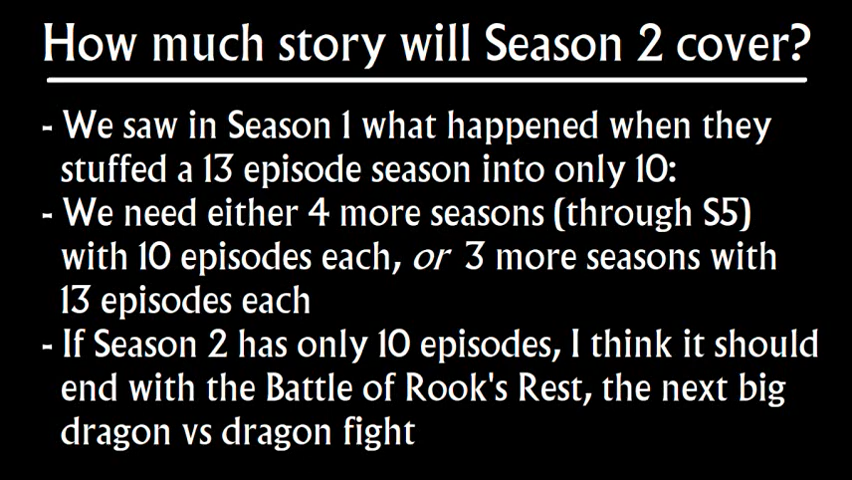 How much story will Season 2 cover?
- We saw in Season 1 what happened when they
stuffed a 13 episode season into only 10:
- We need either 4 more seasons (through S5)
with 10 episodes each, or 3 more seasons with
13 episodes each
- If Season 2 has only 10 episodes, I think it should
end with the Battle of Rook's Rest, the next big
dragon vs dragon fight